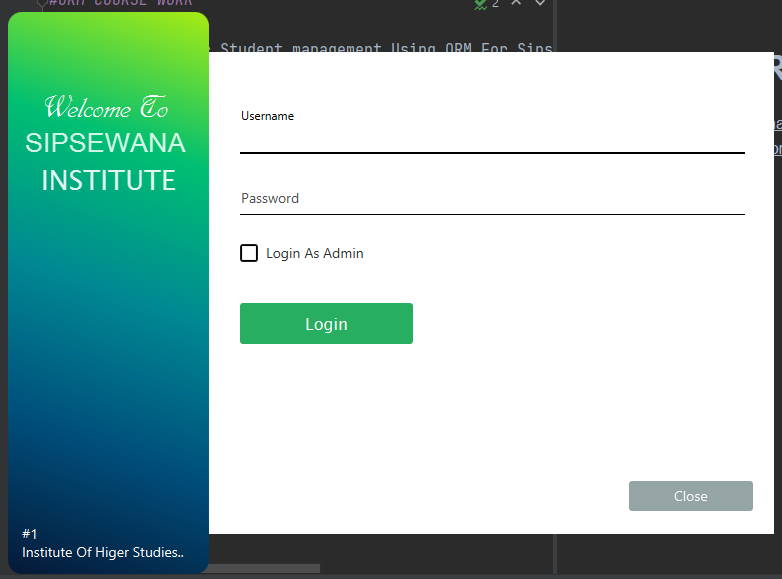 #ORM COURSE WORK
2
Student management Using ORM For Sips
Welcome To
SIPSEWANA
INSTITUTE
Username
Password
Login As Admin
Login
Close
#1
Institute Of Higer Studies..